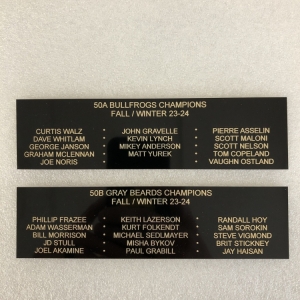 50A BULLFROGS CHAMPIONS
FALL / WINTER 23-24
CURTIS WALZ • JOHN GRAVELLE • PIERRE ASSELIN
DAVE WHITLAM • KEVIN LYNCH • SCOTT MALONI
GEORGE JANSON • MIKEY ANDERSON • SCOTT NELSON
GRAHAM MCLENNAN • MATT YUREK • TOM COPELAND
JOE NORIS • VAUGHN OSTLAND
50B GRAY BEARDS CHAMPIONS
FALL / WINTER 23-24
PHILLIP FRAZEE • KEITH LAZERSON • RANDALL HOY
ADAM WASSERMAN • KURT FOLKENDT • SAM SOROKIN
BILL MORRISON • MICHAEL SEDLMAYER • STEVE VIGMOND
JD STULL • MISHA BYKOV • BRIT STICKNEY
JOEL AKAMINE • PAUL GRABILL • JAY HAISAN